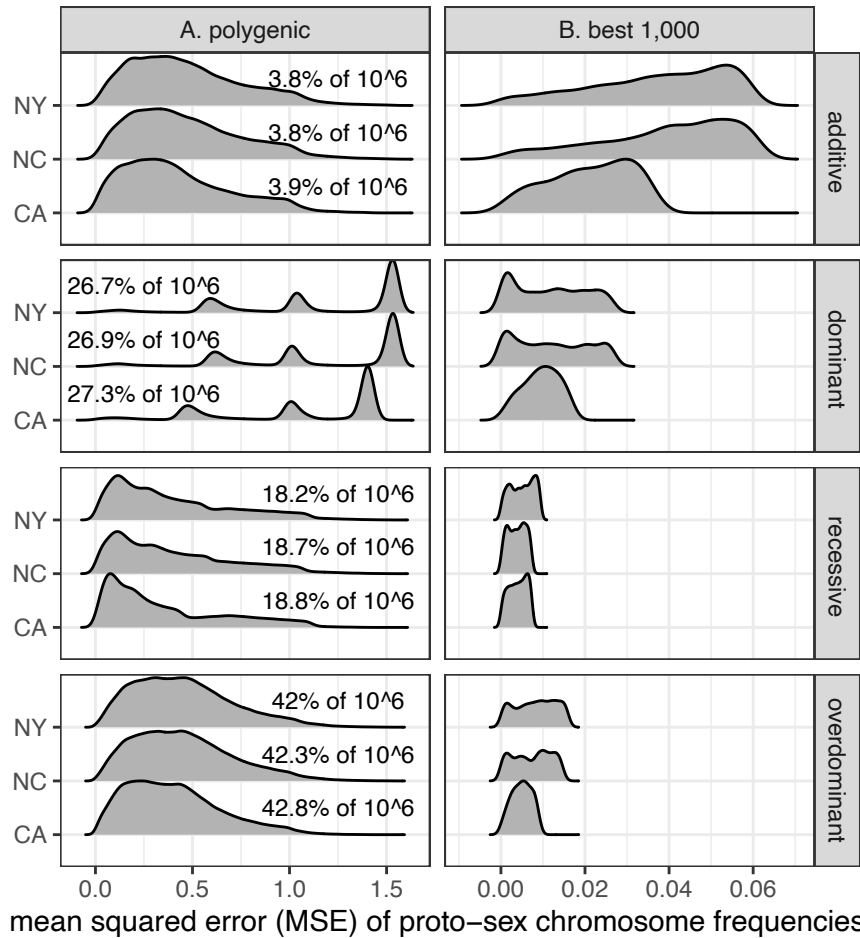 A. polygenic
B. best 1,000
additive
NY
NC
CA
3.8% of 10^6
3.8% of 10^6
3.9% of 10^6
dominant
NY
NC
CA
26.7% of 10^6
26.9% of 10^6
27.3% of 10^6
recessive
NY
NC
CA
18.2% of 10^6
18.7% of 10^6
18.8% of 10^6
overdominant
NY
NC
CA
42% of 10^6
42.3% of 10^6
42.8% of 10^6
0.0 0.5 1.0 1.5
0.00 0.02 0.04 0.06
mean squared error (MSE) of proto−sex chromosome frequencies